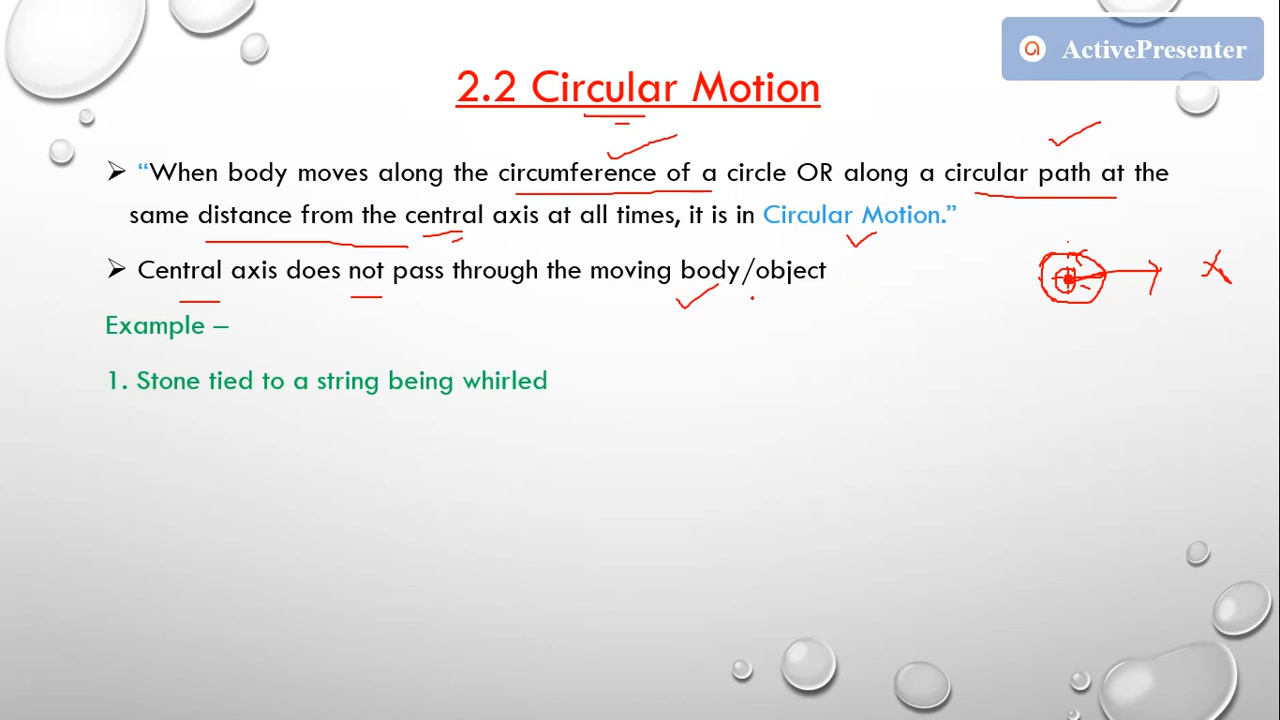 ActivePresenter
2.2 Circular Motion
➢ “When body moves along the circumference of a circle OR along a circular path at the
same distance from the central axis at all times, it is in Circular Motion.”
➢ Central axis does not pass through the moving body/object
Example –
1. Stone tied to a string being whirled